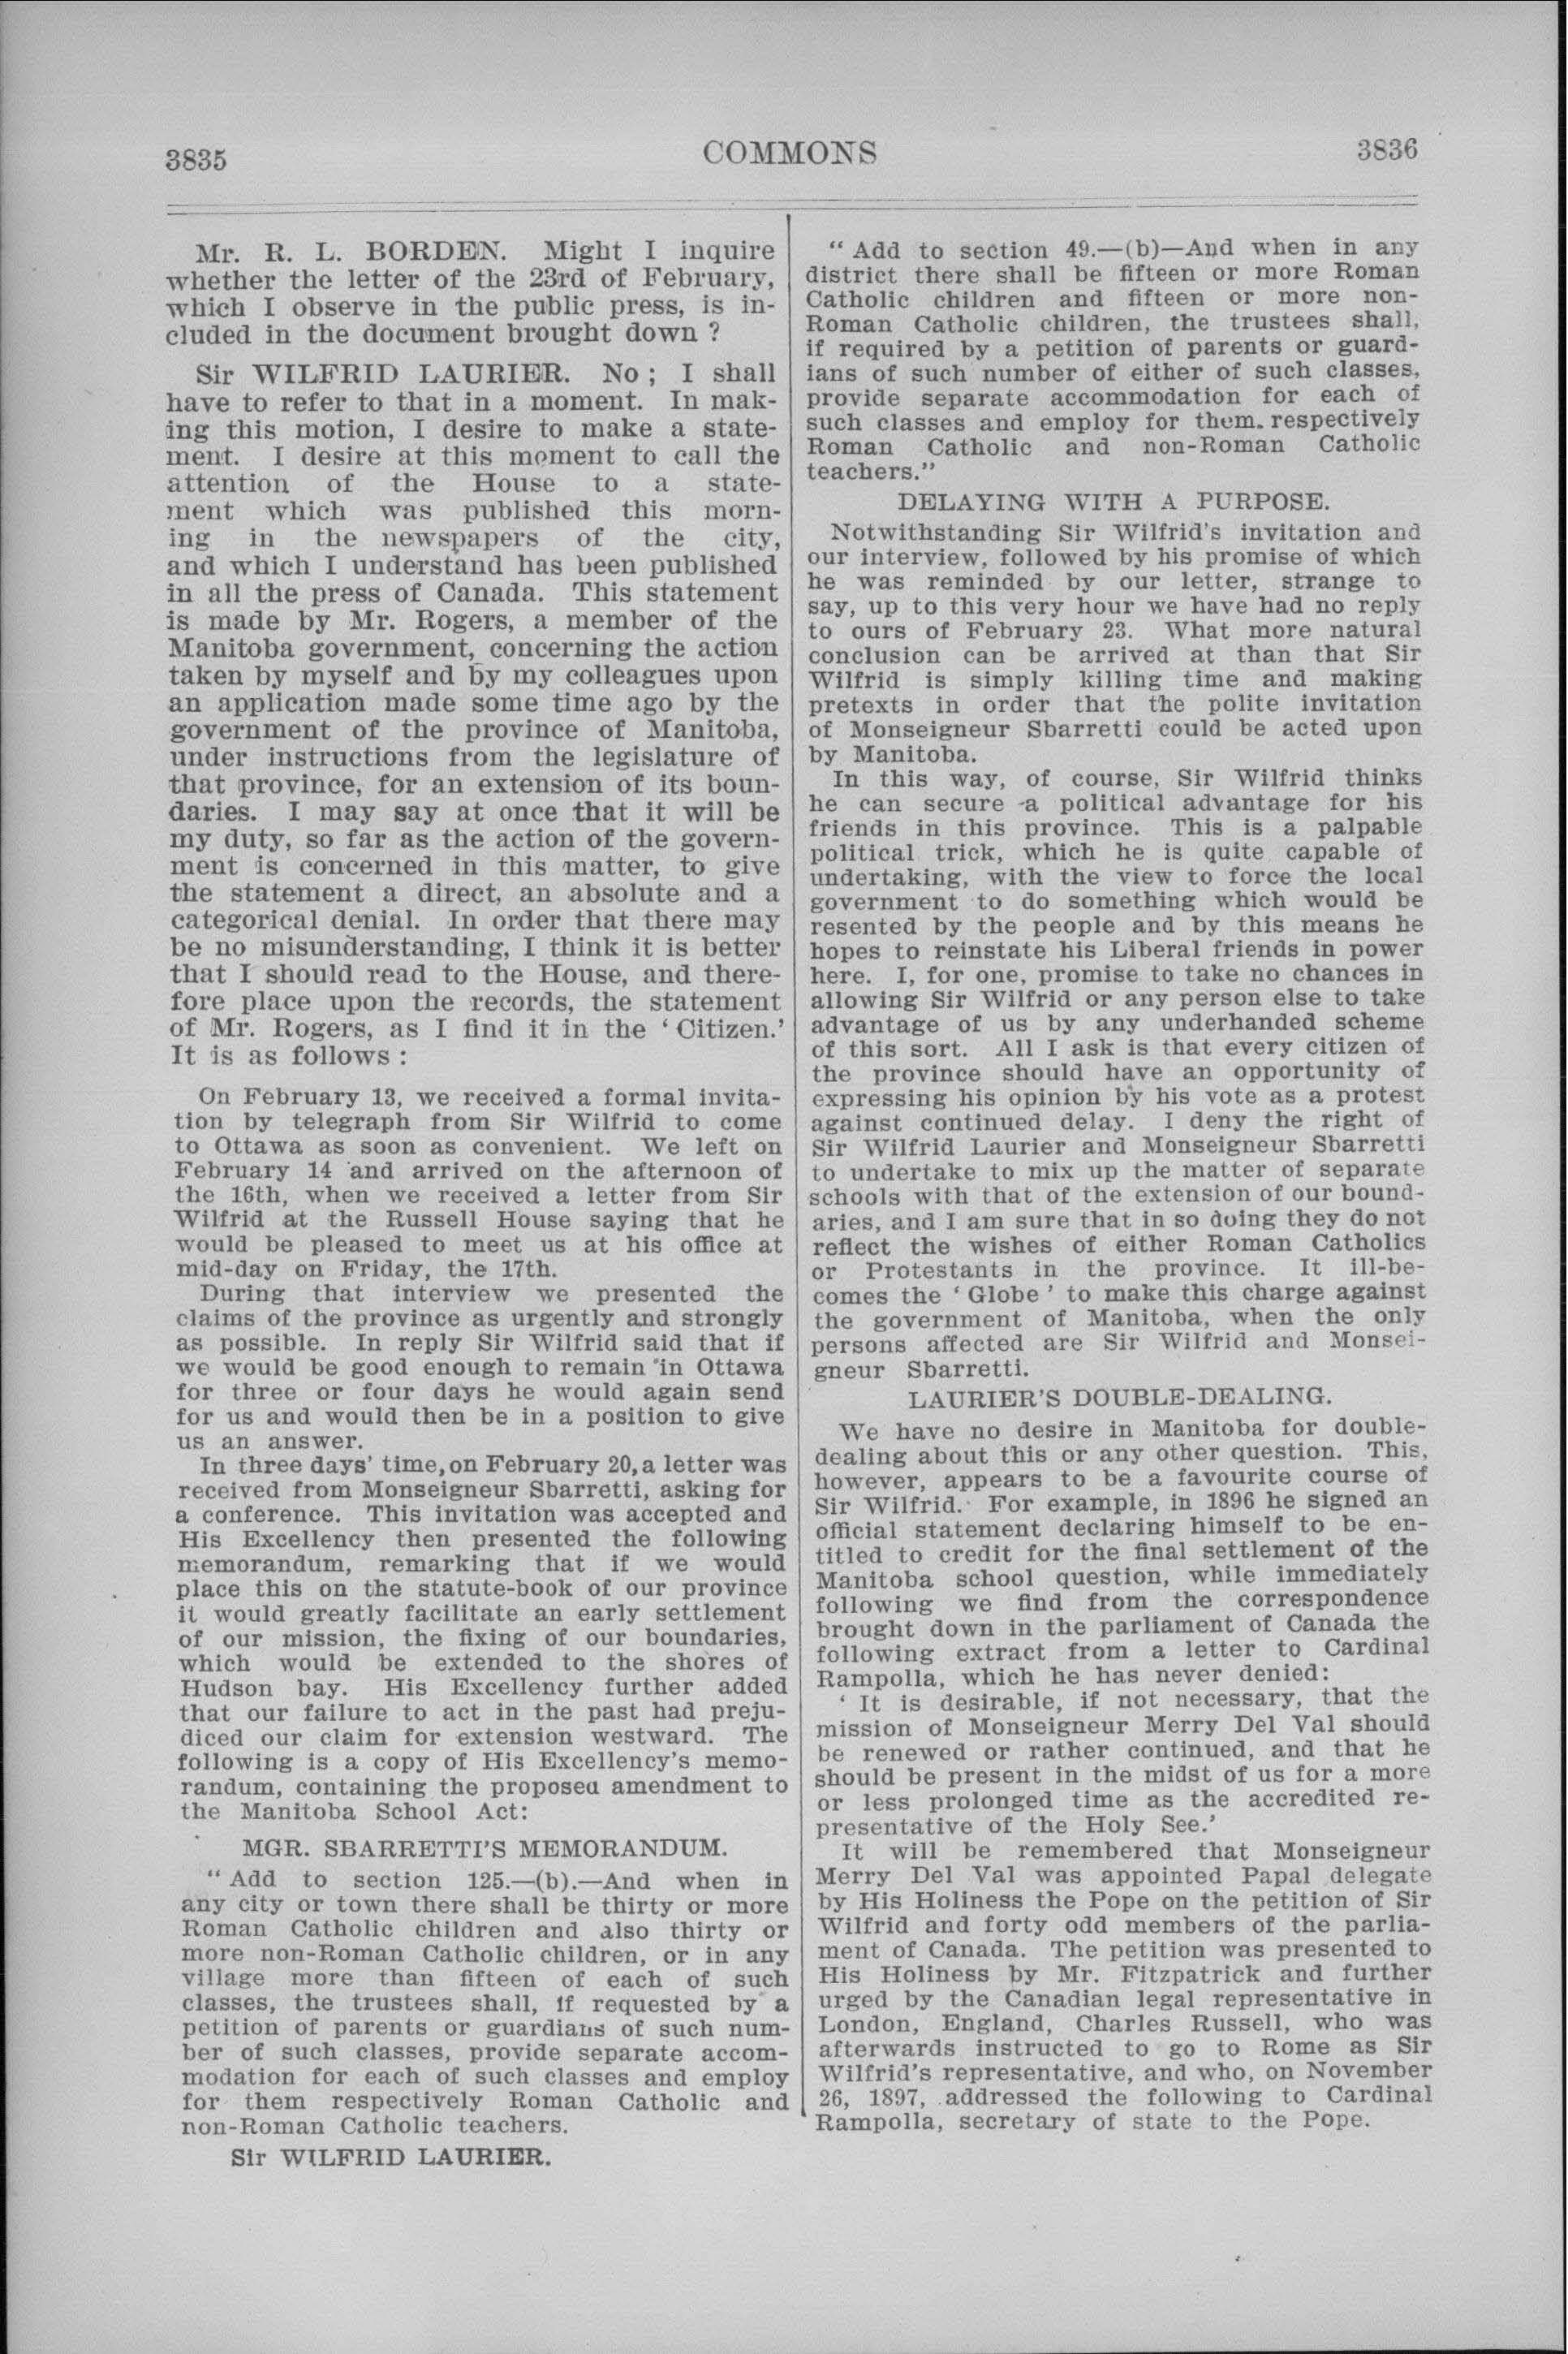 3835
COMMONS
3836
Mr. R. L. BORDEN. Might I inquire
whether the letter of the 23rd of February,
which I observe in the public press, is in-
cluded in the document brought down ?
Sir WILFRID LAURIER. No ; I shall
have to refer to that in a moment. In mak-
ing this motion, I desire to make a state-
ment. I desire at this moment to call the
attention of the House to a state-
ment which was published this morn-
ing in the newspapers of the city,
and which I understand has been published
in all the press of Canada. This statement
is made by Mr. Rogers, a member of the
Manitoba government, concerning the action
taken by myself and by my colleagues upon
an application made some time ago by the
government of the province of Manitoba,
under instructions from the legislature of
that province, for an extension of its boun-
daries. I may say at once that it will be
my duty, so far as the action of the govern-
ment is concerned in this matter, to give
the statement a direct, an absolute and a
categorical denial. In order that there may
be no misunderstanding, I think it is better
that I should read to the House, and there-
fore place upon the records, the statement
of Mr. Rogers, as I find it in the ‘ Citizen.’
It is as follows :
On February 13, we received a formal invita-
tion by telegraph from Sir Wilfrid to come
to Ottawa as soon as convenient. We left on
February 14 and arrived on the afternoon of
the 16th, when we received a letter from Sir
Wilfrid at the Russell House saying that he
would be pleased to meet us at his office at
mid-day on Friday, the 17th.
During that interview we presented the
claims of the province as urgently and strongly
as possible. In reply Sir Wilfrid said that if
we would be good enough to remain in Ottawa
for three or four days he would again send
for us and would then be in a position to give
us an answer.
In three days’ time, on February 20, a letter was
received from Monseigneur Sbarretti, asking for
a conference. This invitation was accepted and
His Excellency then presented the following
memorandum, remarking that if we would
place this on the statute-book of our province
it would greatly facilitate an early settlement
of our mission, the fixing of our boundaries,
which would be extended to the shores of
Hudson bay. His Excellency further added
that our failure to act in the past had preju-
diced our claim for extension westward. The
following is a copy of His Excellency’s memo-
randum, containing the proposed amendment to
the Manitoba School Act:
MGR. SBARRETTI’S MEMORANDUM.
“ Add to section 125.—(b).—And when in
any city or town there shall be thirty or more
Roman Catholic children and also thirty or
more non-Roman Catholic children, or in any
village more than fifteen of each of such
classes, the trustees shall, if requested by a
petition of parents or guardians of such num-
ber of such classes, provide separate accom-
modation for each of such classes and employ
for them respectively Roman Catholic and
non-Roman Catholic teachers.
Sir WILFRID LAURIER.
“ Add to section 49.—(b)—And when in any
district there shall be fifteen or more Roman
Catholic children and fifteen or more non-
Roman Catholic children, the trustees shall,
if required by a petition of parents or guard-
ians of such number of either of such classes,
provide separate accommodation for each of
such classes and employ for them. respectively
Roman Catholic and non-Roman Catholic
teachers.”
DELAYING WITH A PURPOSE.
Notwithstanding Sir Wilfrid’s invitation and
our interview, followed by his promise of which
he was reminded by our letter, strange to
say, up to this very hour we have had no reply
to ours of February 23. What more natural
conclusion can be arrived at than that Sir
Wilfrid is simply killing time and making
pretexts in order that the polite invitation
of Monseigneur Sbarretti could be acted upon
by Manitoba.
In this way, of course, Sir Wilfrid thinks
he can secure a political advantage for his
friends in this province. This is a palpable
political trick, which he is quite capable of
undertaking, with the view to force the local
government to do something which would be
resented by the people and by this means he
hopes to reinstate his Liberal friends in power
here. I, for one, promise to take no chances in
allowing Sir Wilfrid or any person else to take
advantage of us by any underhanded scheme
of this sort. All I ask is that every citizen of
the province should have an opportunity of
expressing his opinion by his vote as a protest
against continued delay. I deny the right of
Sir Wilfrid Laurier and Monseigneur Sbarretti
to undertake to mix up the matter of separate
schools with that of the extension of our bound-
aries, and I am sure that in so doing they do not
reflect the wishes of either Roman Catholics
or Protestants in the province. It ill-be-
comes the ‘ Globe ’ to make this charge against
the government of Manitoba, when the only
persons affected are Sir Wilfrid and Monsei-
gneur Sbarretti.
LAURIER’S DOUBLE-DEALING.
We have no desire in Manitoba for double-
dealing about this or any other question. This,
however, appears to be a favourite course of
Sir Wilfrid. For example, in 1896 he signed an
official statement declaring himself to be en-
titled to credit for the final settlement of the
Manitoba school question, while immediately
following we find from the correspondence
brought down in the parliament of Canada the
following extract from a letter to Cardinal
Rampolla, which he has never denied:
‘ It is desirable, if not necessary, that the
mission of Monseigneur Merry Del Val should
be renewed or rather continued, and that he
should be present in the midst of us for a more
or less prolonged time as the accredited re-
presentative of the Holy See.’
It will be remembered that Monseigneur
Merry Del Val was appointed Papal delegate
by His Holiness the Pope on the petition of Sir
Wilfrid and forty odd members of the parlia-
ment of Canada. The petition was presented to
His Holiness by Mr. Fitzpatrick and further
urged by the Canadian legal representative in
London, England, Charles Russell, who was
afterwards instructed to go to Rome as Sir
Wilfrid’s representative, and who, on November
26, 1897, addressed the following to Cardinal
Rampolla, secretary of state to the Pope.